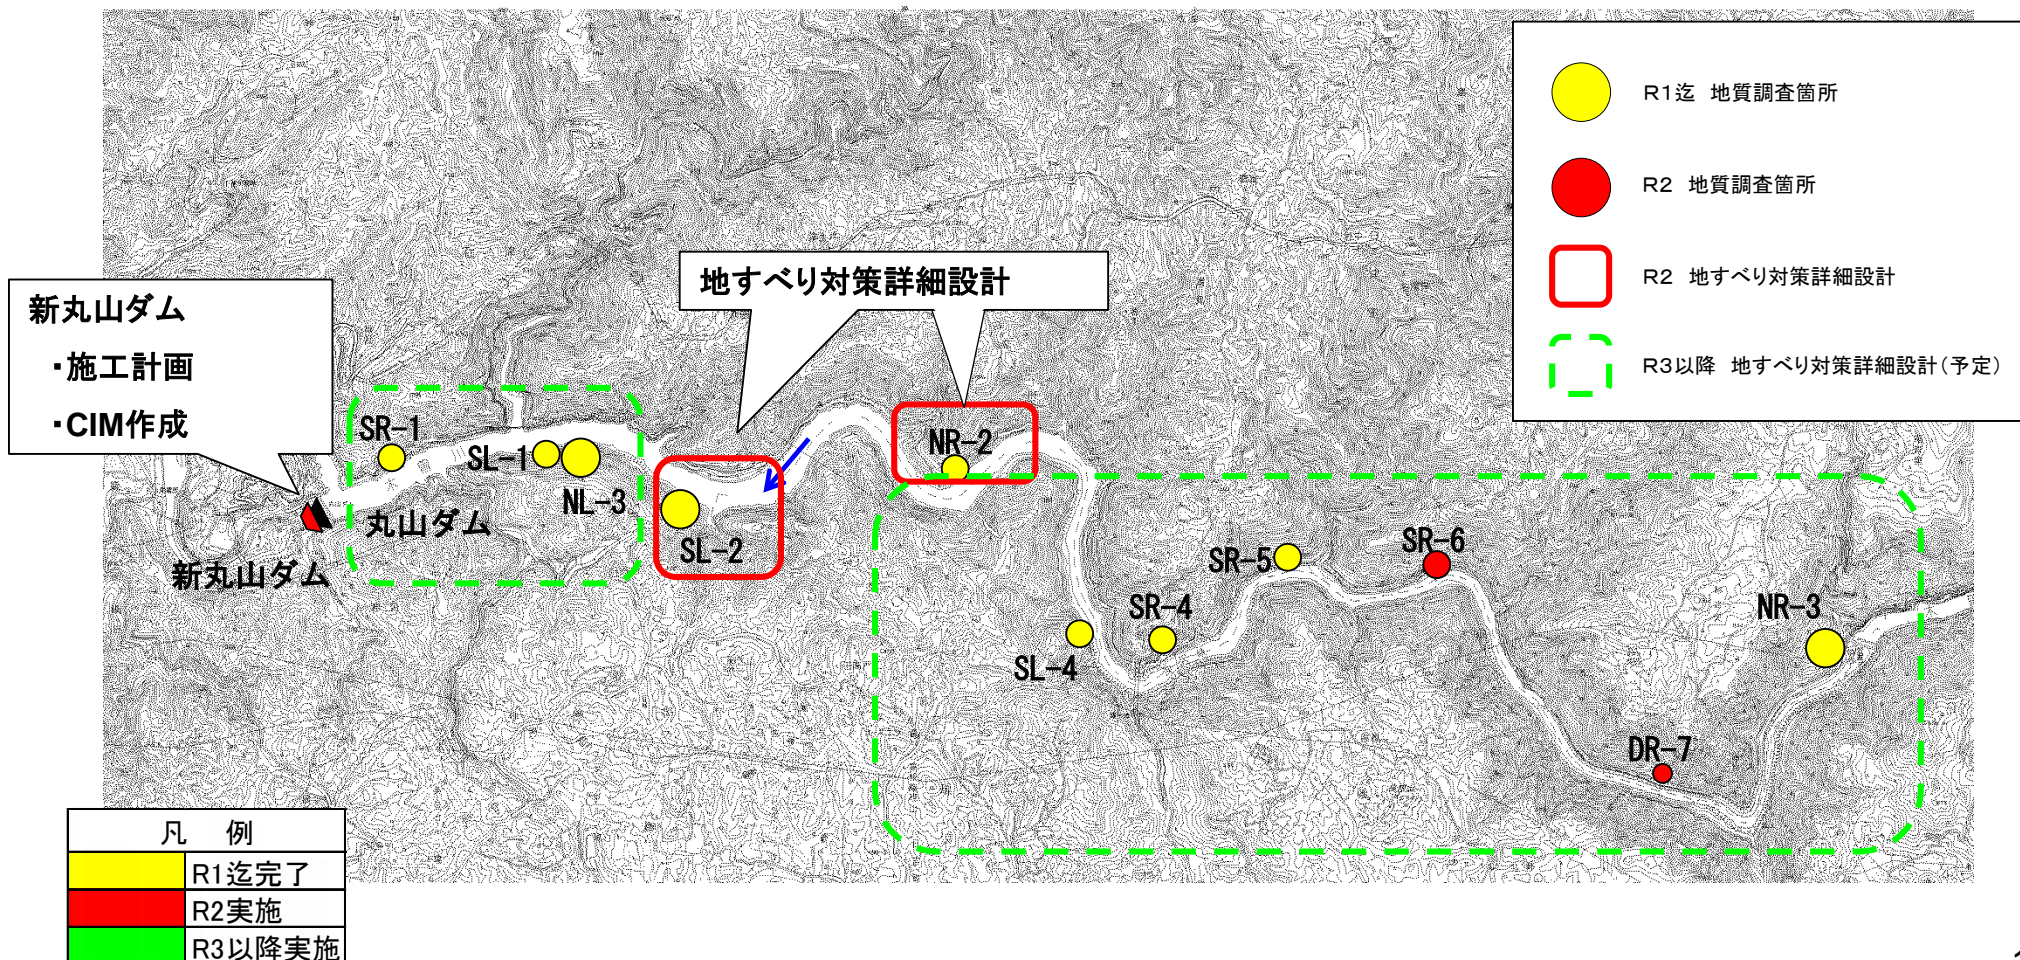 R1迄 地質調査箇所
R2 地質調査箇所
R2 地すべり対策詳細設計
R3以降 地すべり対策詳細設計(予定)
地すべり対策詳細設計
新丸山ダム
・施工計画
・CIM作成
SR-1
SL-1
NL-3
NR-2
SL-2
丸山ダム
新丸山ダム
SR-5
SR-6
SR-4
SL-4
NR-3
DR-7
凡 例
R1迄完了
R2実施
R3以降実施